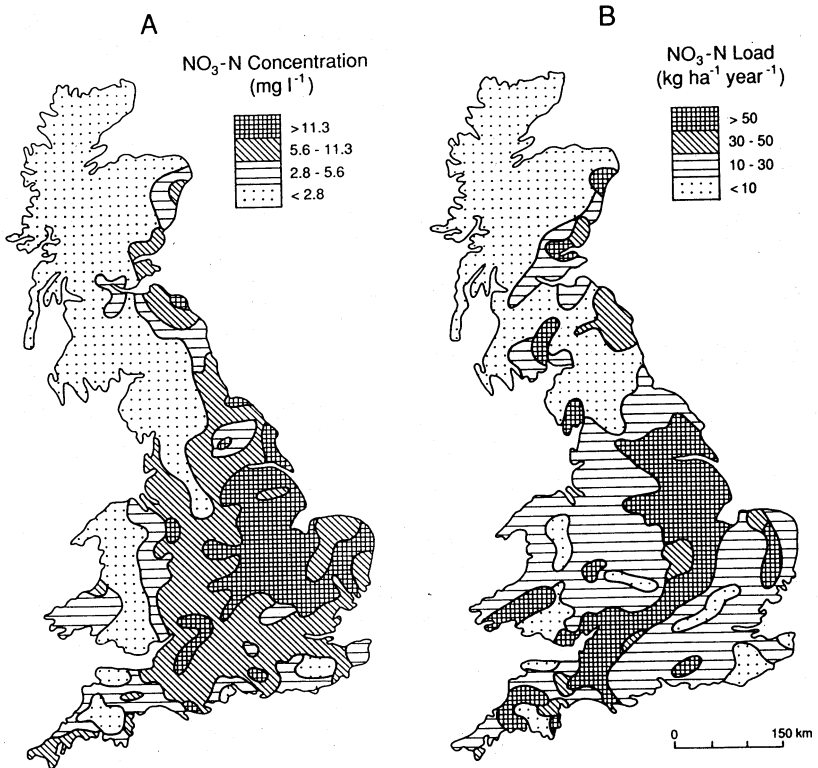 A
NO₃-N Concentration
(mg l⁻¹)
>11.3
5.6 - 11.3
2.8 - 5.6
< 2.8
B
NO₃-N Load
(kg ha⁻¹ year⁻¹)
> 50
30 - 50
10 - 30
< 10
0 150 km